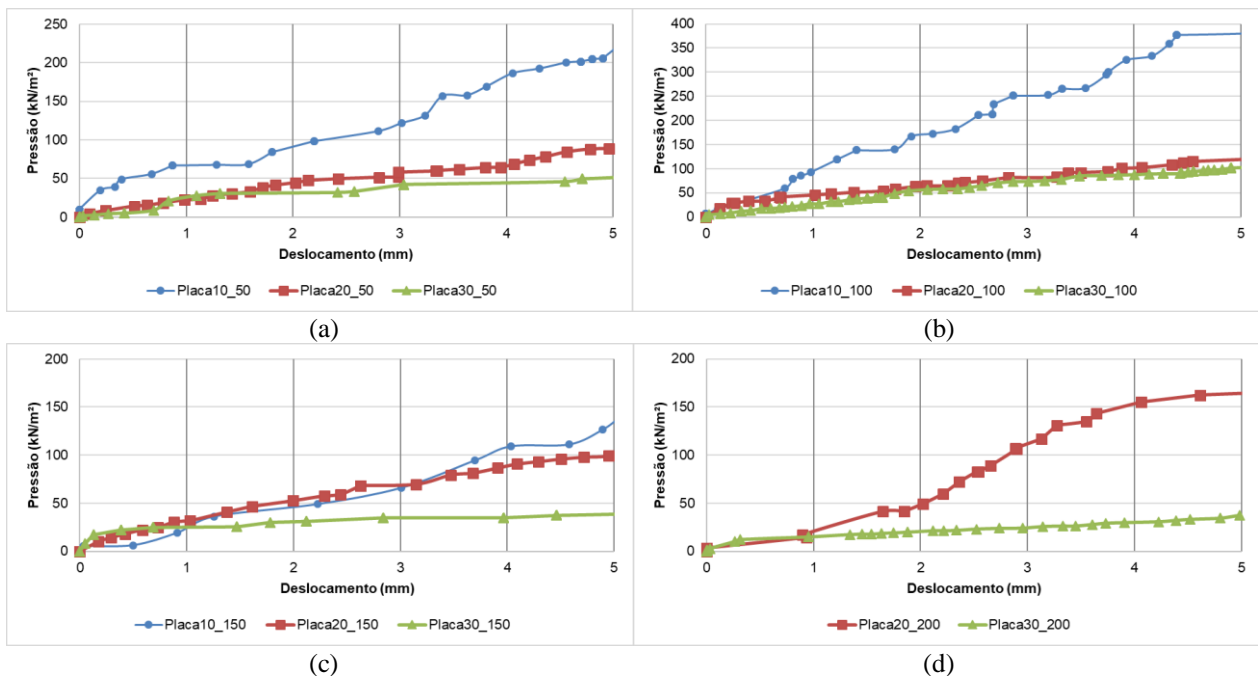 250
200
150
100
50
0
Pressão (kN/m²)
0 1 2 3 4 5
Deslocamento (mm)
Placa10_50 Placa20_50 Placa30_50
(a)
400
350
300
250
200
150
100
50
0
Pressão (kN/m²)
0 1 2 3 4 5
Deslocamento (mm)
Placa10_100 Placa20_100 Placa30_100
(b)
200
150
100
50
0
Pressão (kN/m²)
0 1 2 3 4 5
Deslocamento (mm)
Placa10_150 Placa20_150 Placa30_150
(c)
200
150
100
50
0
Pressão (kN/m²)
0 1 2 3 4 5
Deslocamento (mm)
Placa20_200 Placa30_200
(d)